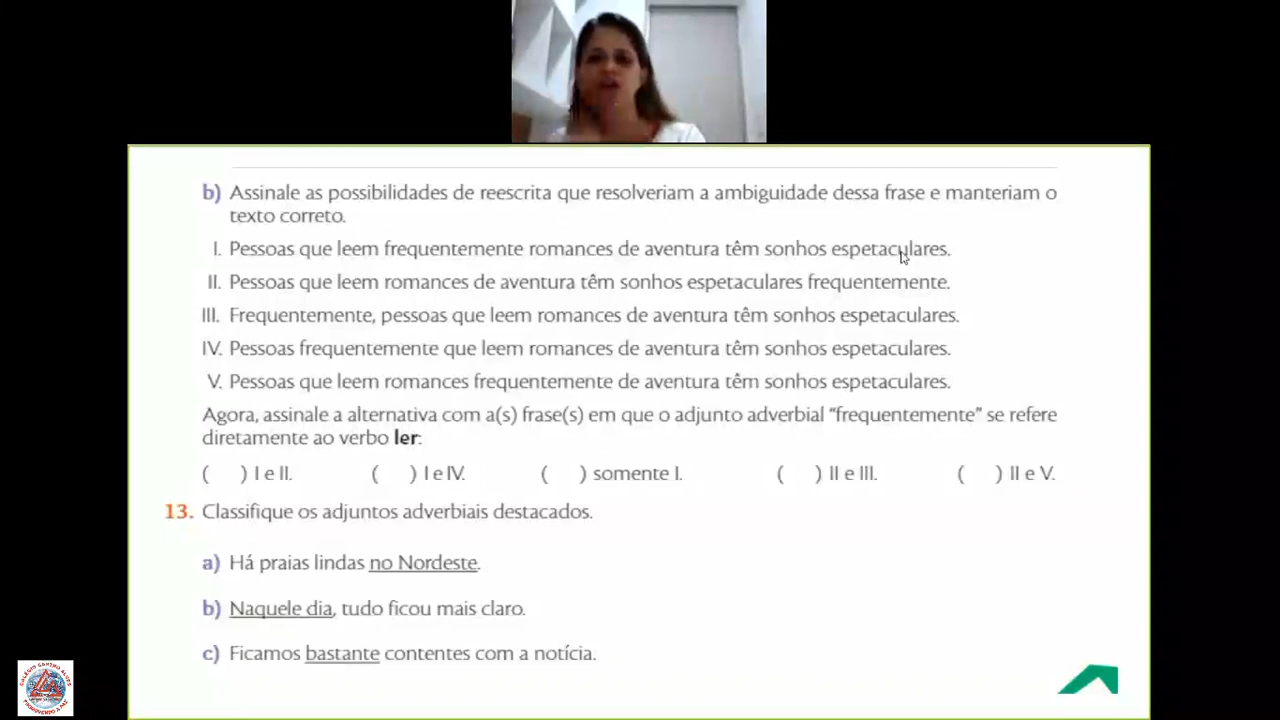 b) Assinale as possibilidades de reescrita que resolveriam a ambiguidade dessa frase e manteriam o
texto correto.
I. Pessoas que leem frequentemente romances de aventura têm sonhos espetaculares.
II. Pessoas que leem romances de aventura têm sonhos espetaculares frequentemente.
III. Frequentemente, pessoas que leem romances de aventura têm sonhos espetaculares.
IV. Pessoas frequentemente que leem romances de aventura têm sonhos espetaculares.
V. Pessoas que leem romances frequentemente de aventura têm sonhos espetaculares.
Agora, assinale a alternativa com a(s) frase(s) em que o adjunto adverbial “frequentemente” se refere
diretamente ao verbo ler:
( ) I e II. ( ) I e IV. ( ) somente I. ( ) II e III. ( ) II e V.
13. Classifique os adjuntos adverbiais destacados.
a) Há praias lindas no Nordeste.
b) Naquele dia, tudo ficou mais claro.
c) Ficamos bastante contentes com a notícia.